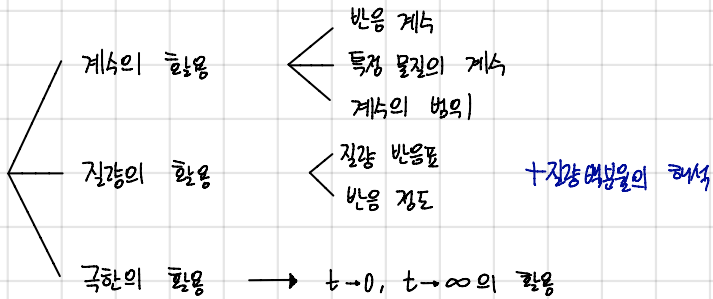 반응 계수
계수의 활용
특정 물질의 계수
계수의 범위
질량 반응표
질량의 활용
+질량 백분율의 해석
반응 정도
극한의 활용 → t→0, t→∞의 활용